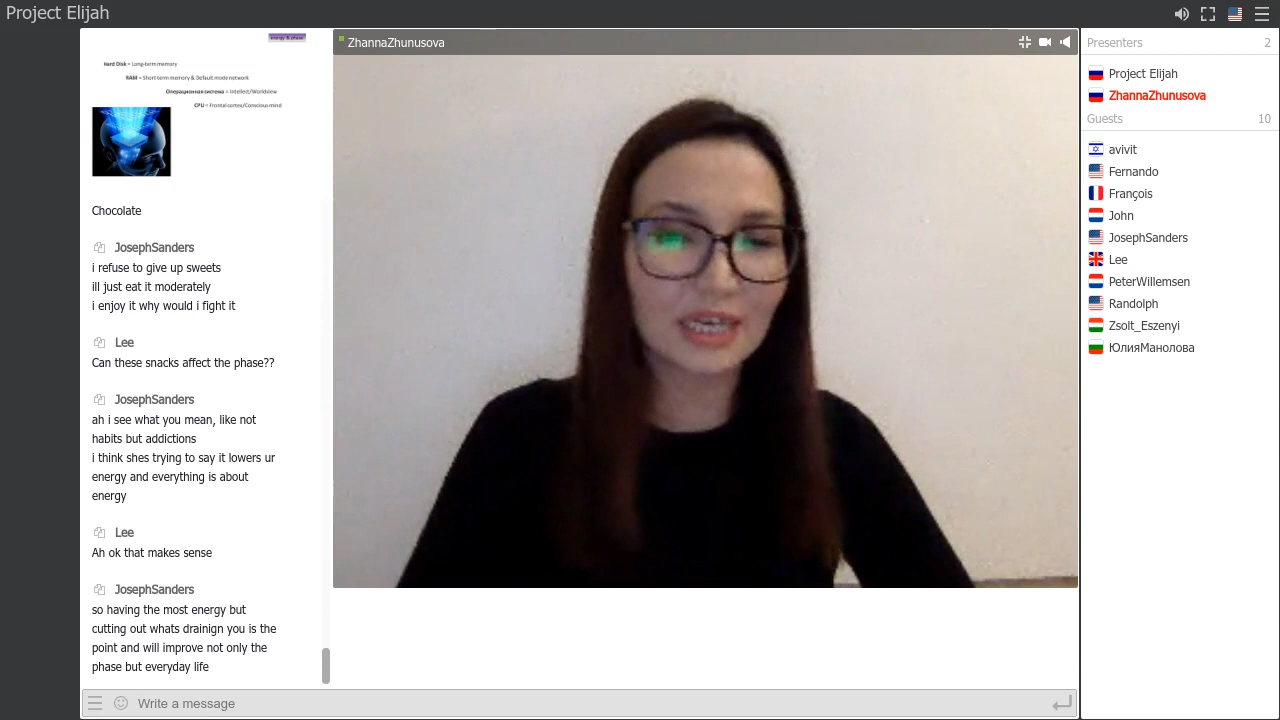 Project Elijah
energy & phase
Hard Disk = Long-term memory
RAM = Short-term memory & Default mode network
Операционная система = Intellect/Worldview
CPU = Frontal cortex/Conscious mind
Chocolate
JosephSanders
i refuse to give up sweets
ill just eat it moderately
i enjoy it why would i fight it
Lee
Can these snacks affect the phase??
JosephSanders
ah i see what you mean, like not
habits but addictions
i think shes trying to say it lowers ur
energy and everything is about
energy
Lee
Ah ok that makes sense
JosephSanders
so having the most energy but
cutting out whats drainign you is the
point and will improve not only the
phase but everyday life
Write a message
ZhannaZhunusova
Presenters 2
Project Elijah
ZhannaZhunusova
Guests 10
avivit
Fernando
François
John
JosephSanders
Lee
PeterWillemsen
Randolph
Zsolt_Eszenyi
ЮлияМанолова